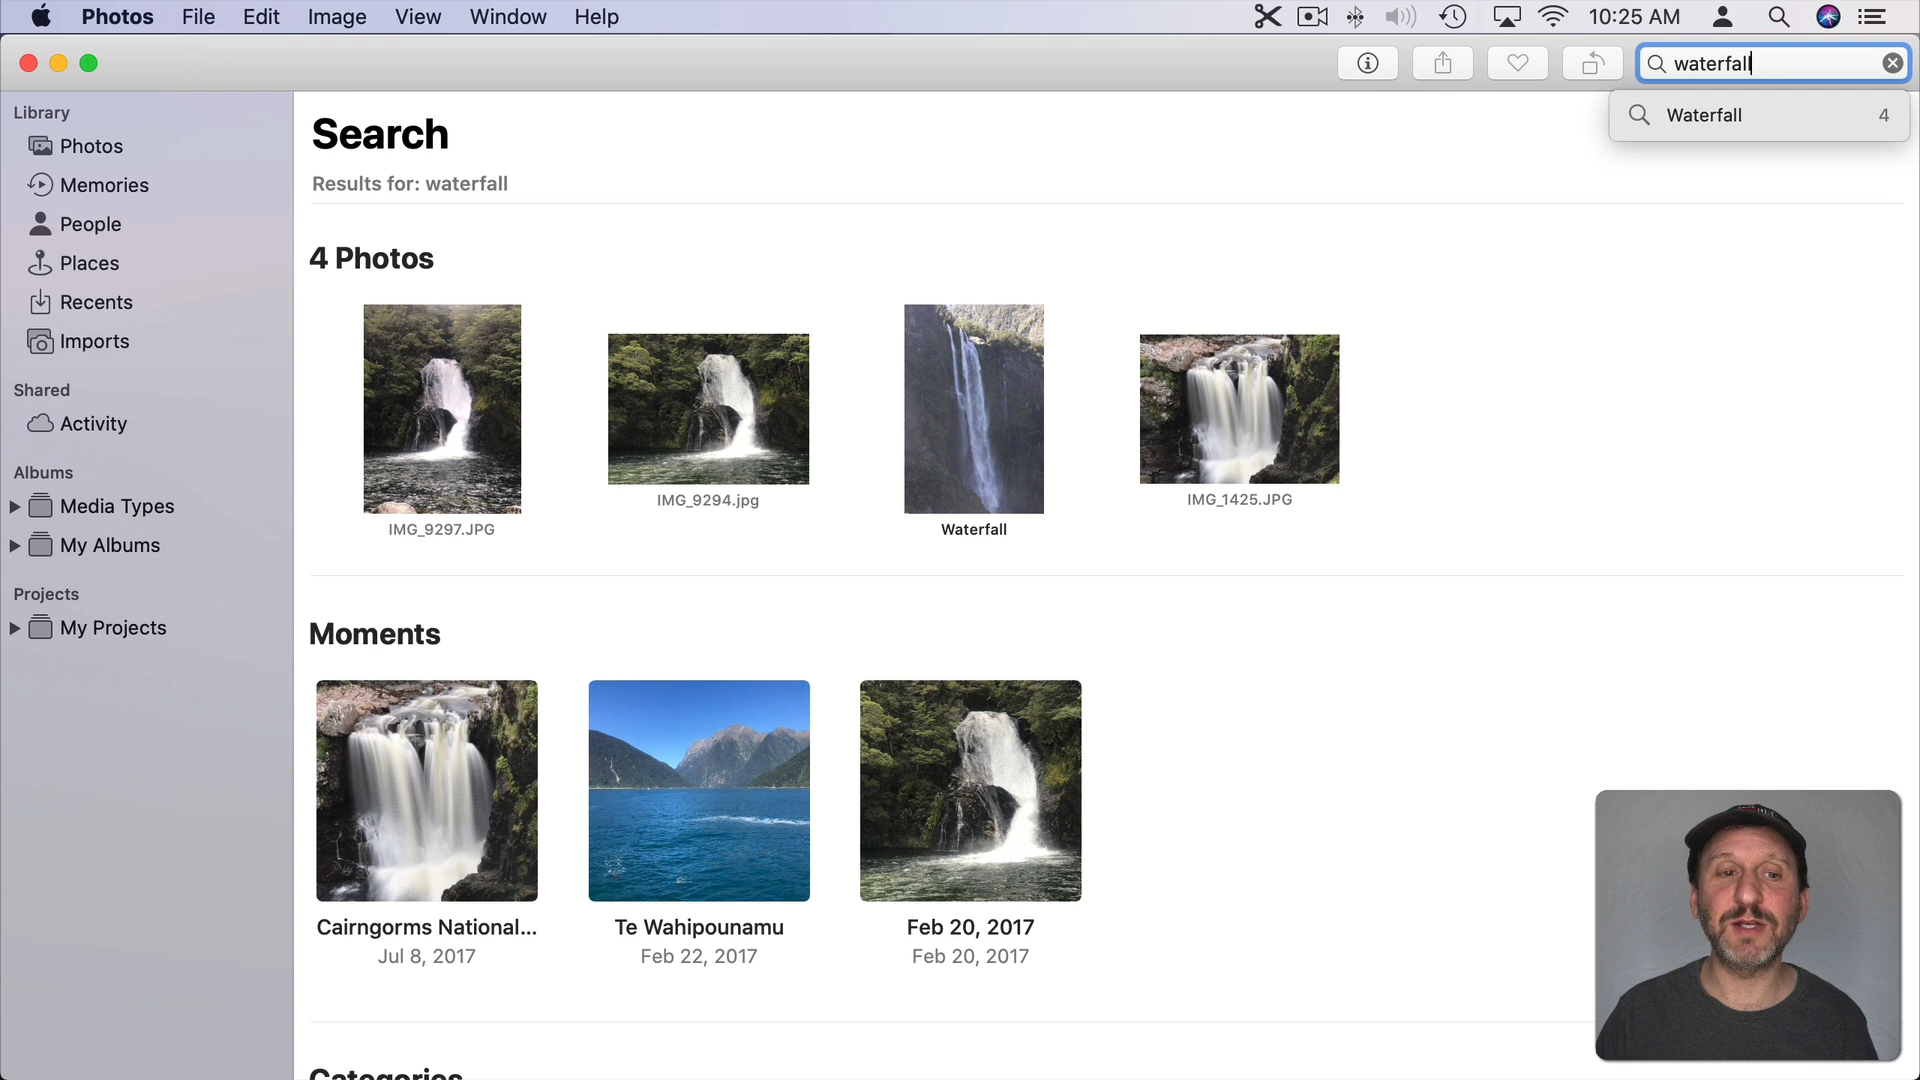 Photos File Edit Image View Window Help 10:25 AM
waterfall
Waterfall 4
Library
Photos
Memories
People
Places
Recents
Imports
Shared
Activity
Albums
Media Types
My Albums
Projects
My Projects
Search
Results for: waterfall
4 Photos
IMG_9297.JPG
IMG_9294.jpg
Waterfall
IMG_1425.JPG
Moments
Cairngorms National...
Jul 8, 2017
Te Wahipounamu
Feb 22, 2017
Feb 20, 2017
Feb 20, 2017
Categories